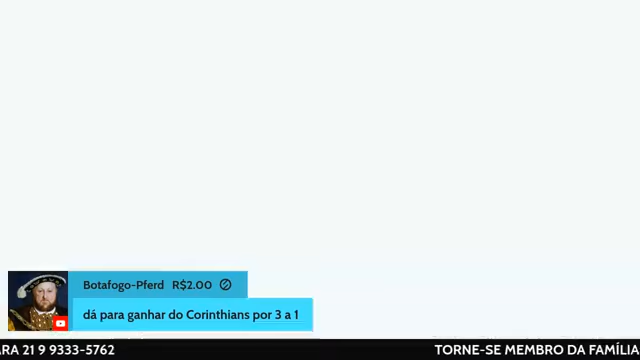 Botafogo-Pferd R$2.00
dá para ganhar do Corinthians por 3 a 1
ARA 21 9 9333-5762 TORNE-SE MEMBRO DA FAMÍLIA